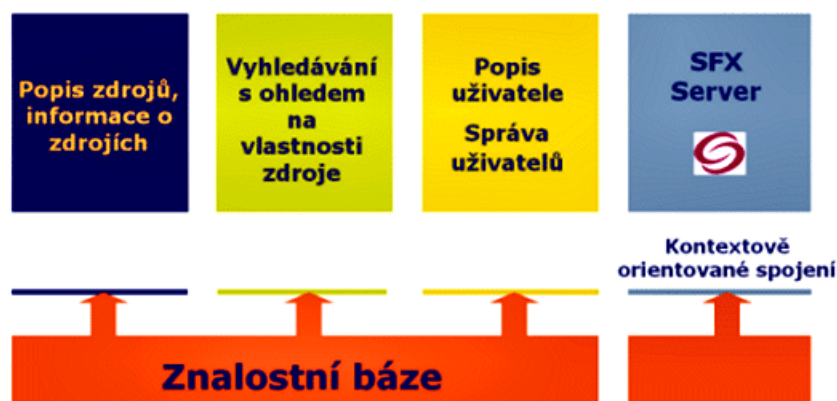 Popis zdrojů,
informace o
zdrojích
Vyhledávání
s ohledem
na
vlastnosti
zdroje
Popis
uživatele
Správa
uživatelů
SFX
Server
Kontextově
orientované spojení
Znalostní báze